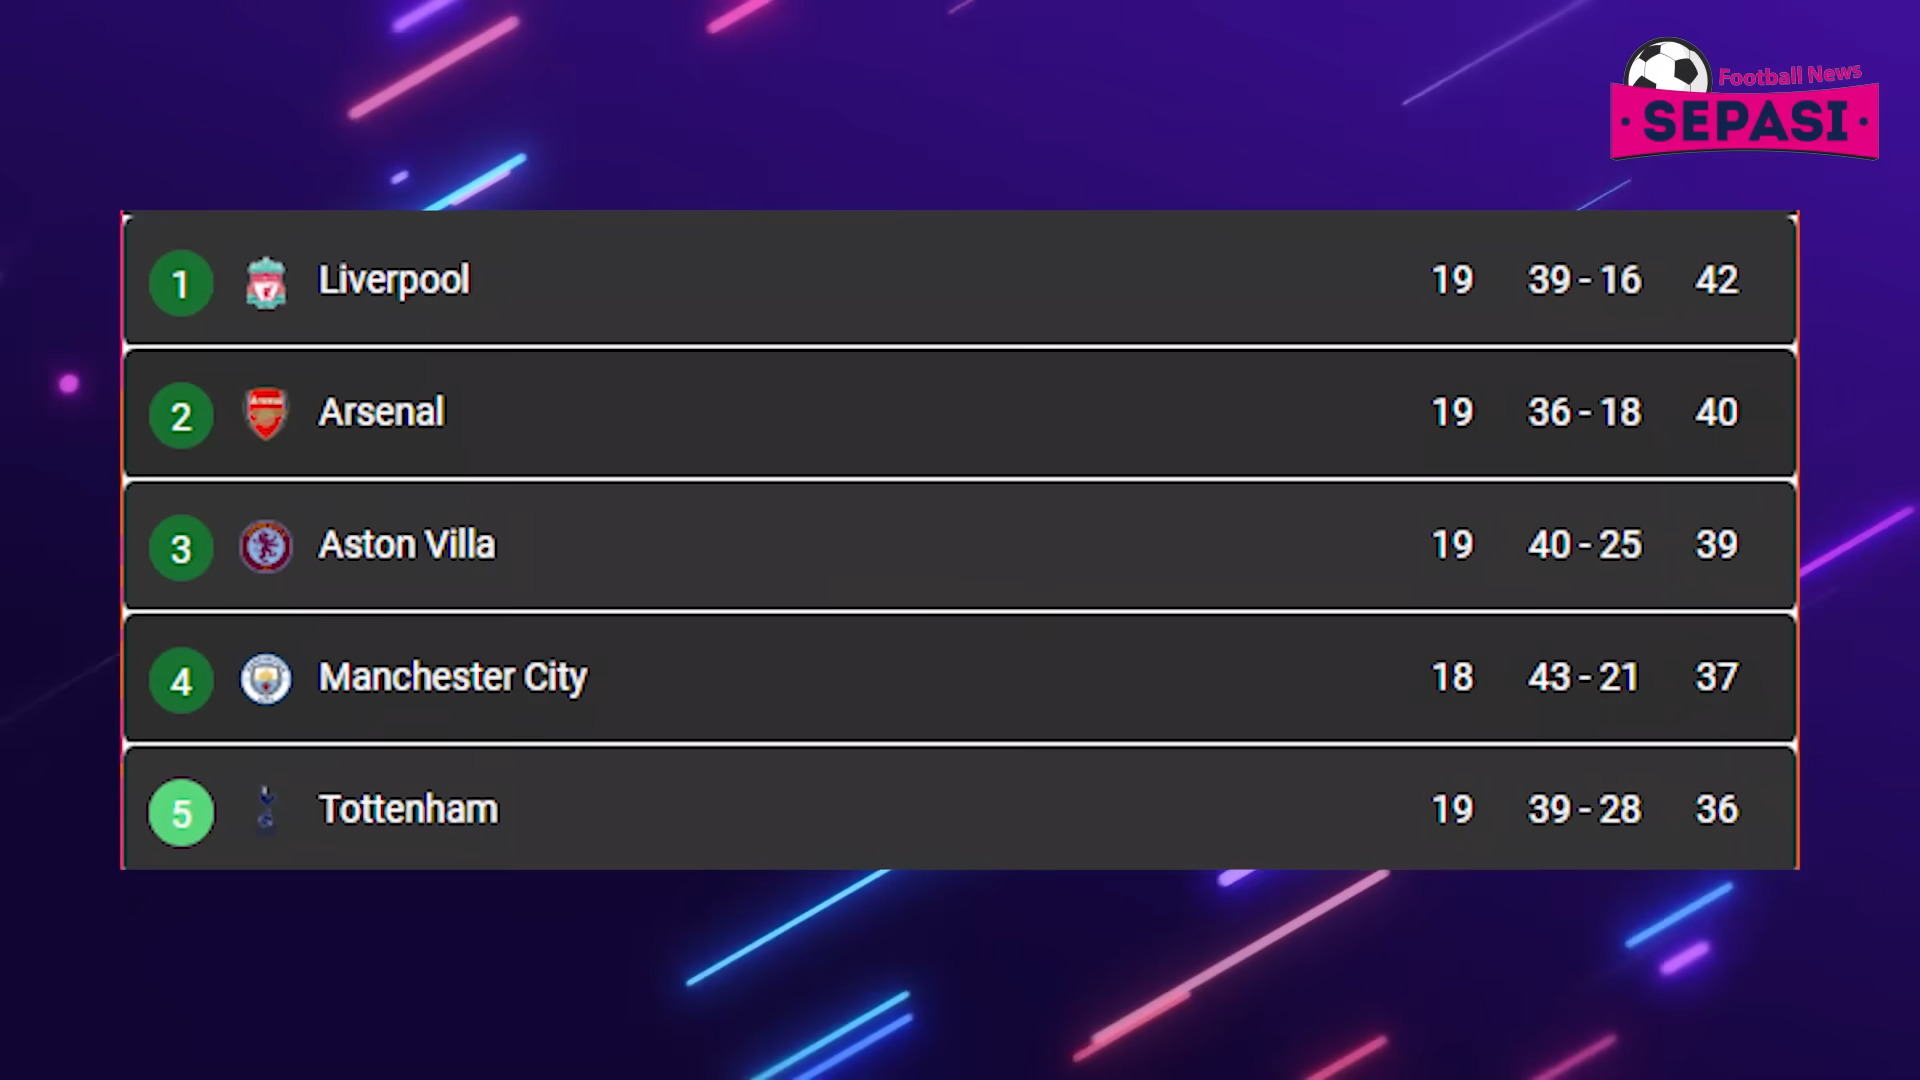 Football News
• SEPASI •
1 Liverpool 19 39 - 16 42
2 Arsenal 19 36 - 18 40
3 Aston Villa 19 40 - 25 39
4 Manchester City 18 43 - 21 37
5 Tottenham 19 39 - 28 36